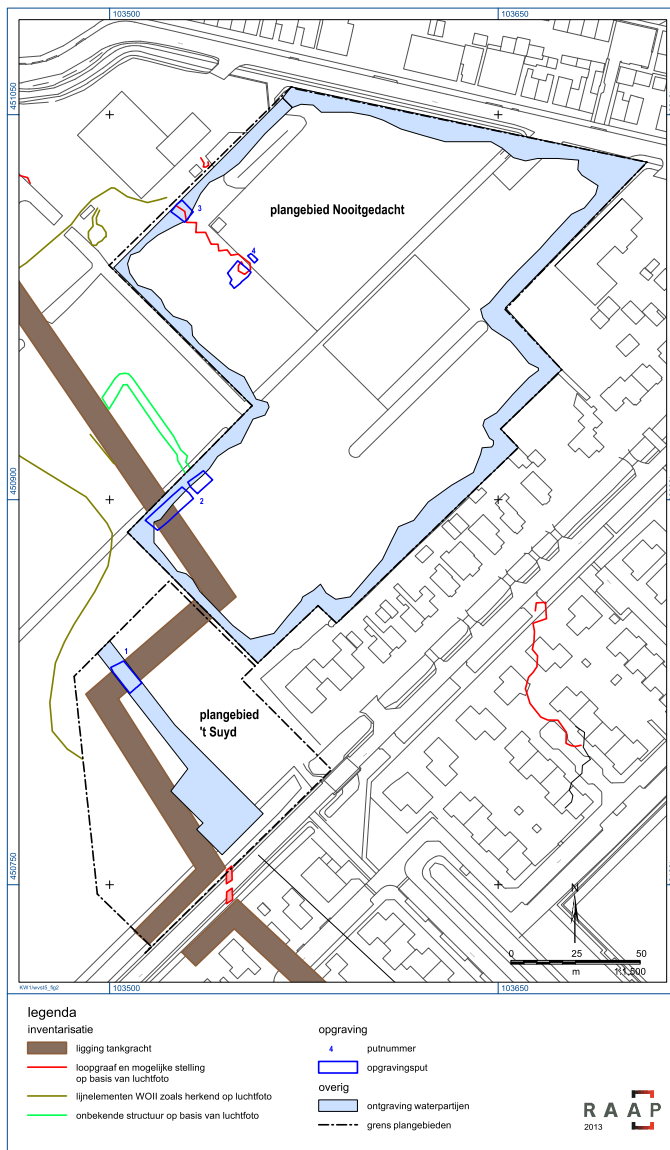 103500
103650
451050
3
plangebied Nooitgedacht
4
450900
2
1
plangebied
't Suyd
450750
N
0 25 50
m 1:1.500
KW1/wvst5_fig2
103500
103650
legenda
inventarisatie
ligging tankgracht
loopgraaf en mogelijke stelling
op basis van luchtfoto
lijnelementen WOII zoals herkend op luchtfoto
onbekende structuur op basis van luchtfoto
opgraving
4 putnummer
opgravingsput
overig
ontgraving waterpartijen
grens plangebieden
RAAP
2013